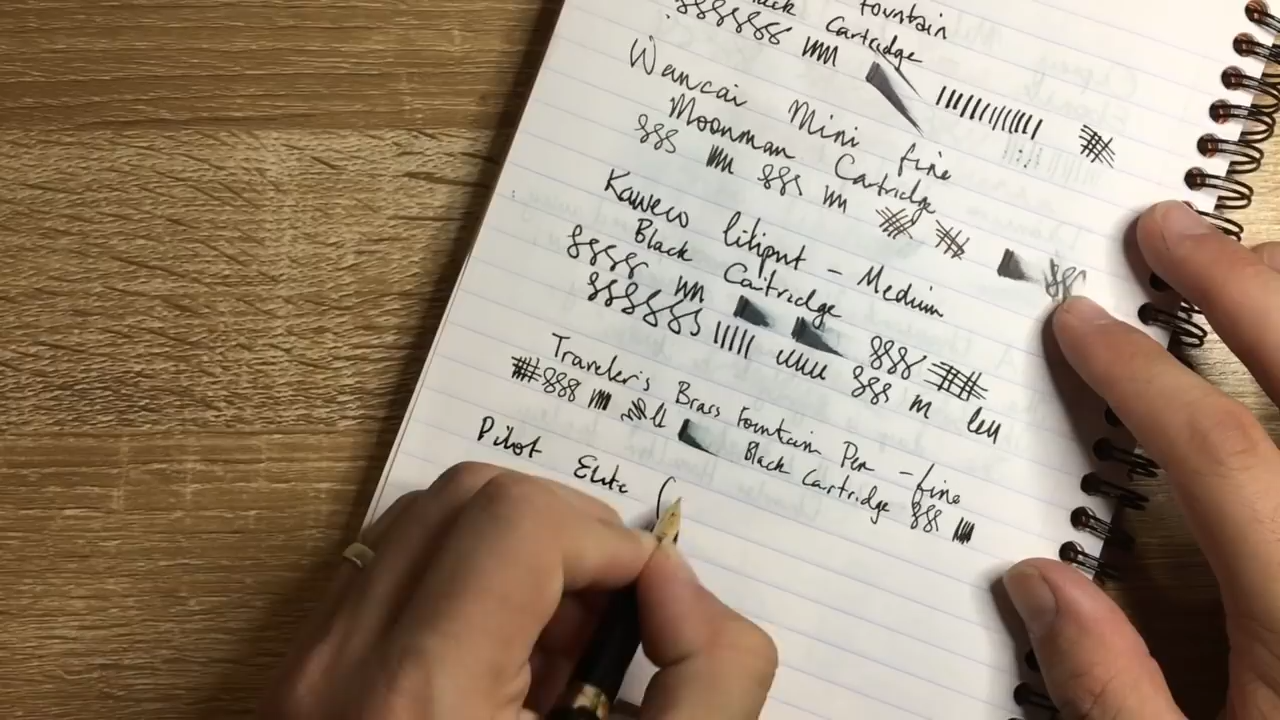 fountain
Black Cartridge
Wancai Mini fine
Moonman Cartridge
Kaweco liliput - Medium
Black Cartridge
Traveler's Brass Fountain Pen - fine
Black Cartridge
Pilot Elite (